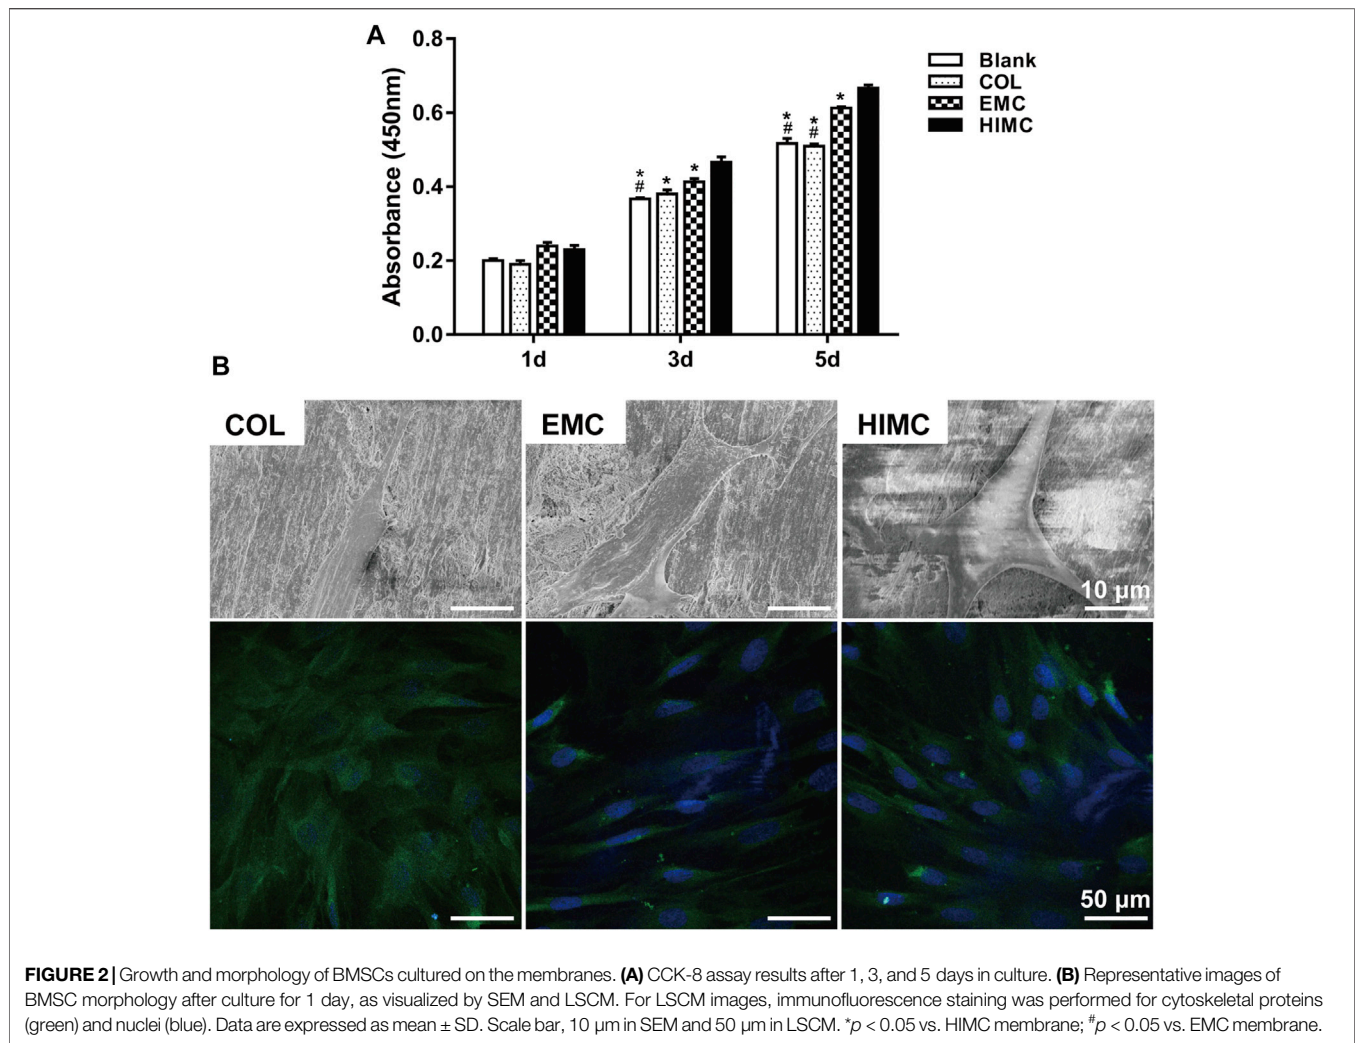 A
Absorbance (450nm)
0.8
0.6
0.4
0.2
0.0
*
#
*
*
*
#
*
#
*
1d 3d 5d
Blank
COL
EMC
HIMC
B
COL EMC HIMC
10 µm
50 µm
FIGURE 2 | Growth and morphology of BMSCs cultured on the membranes. (A) CCK-8 assay results after 1, 3, and 5 days in culture. (B) Representative images of
BMSC morphology after culture for 1 day, as visualized by SEM and LSCM. For LSCM images, immunofluorescence staining was performed for cytoskeletal proteins
(green) and nuclei (blue). Data are expressed as mean ± SD. Scale bar, 10 µm in SEM and 50 µm in LSCM. *p < 0.05 vs. HIMC membrane; #p < 0.05 vs. EMC membrane.